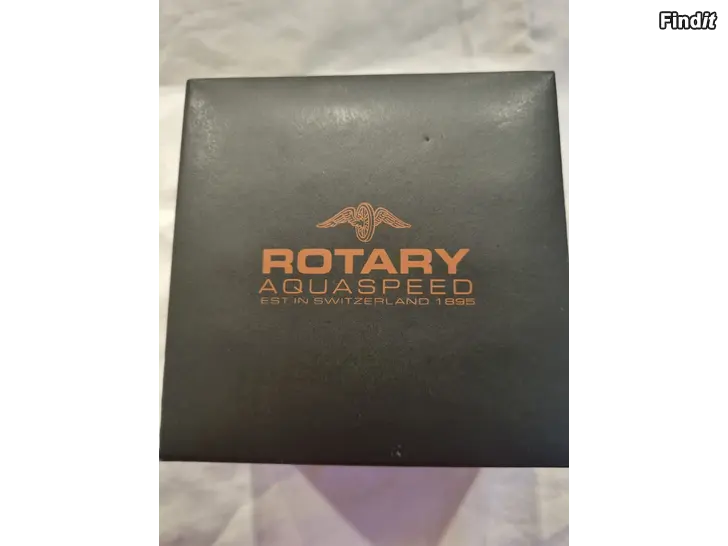 Findit
ROTARY
AQUASPEED
EST IN SWITZERLAND 1895